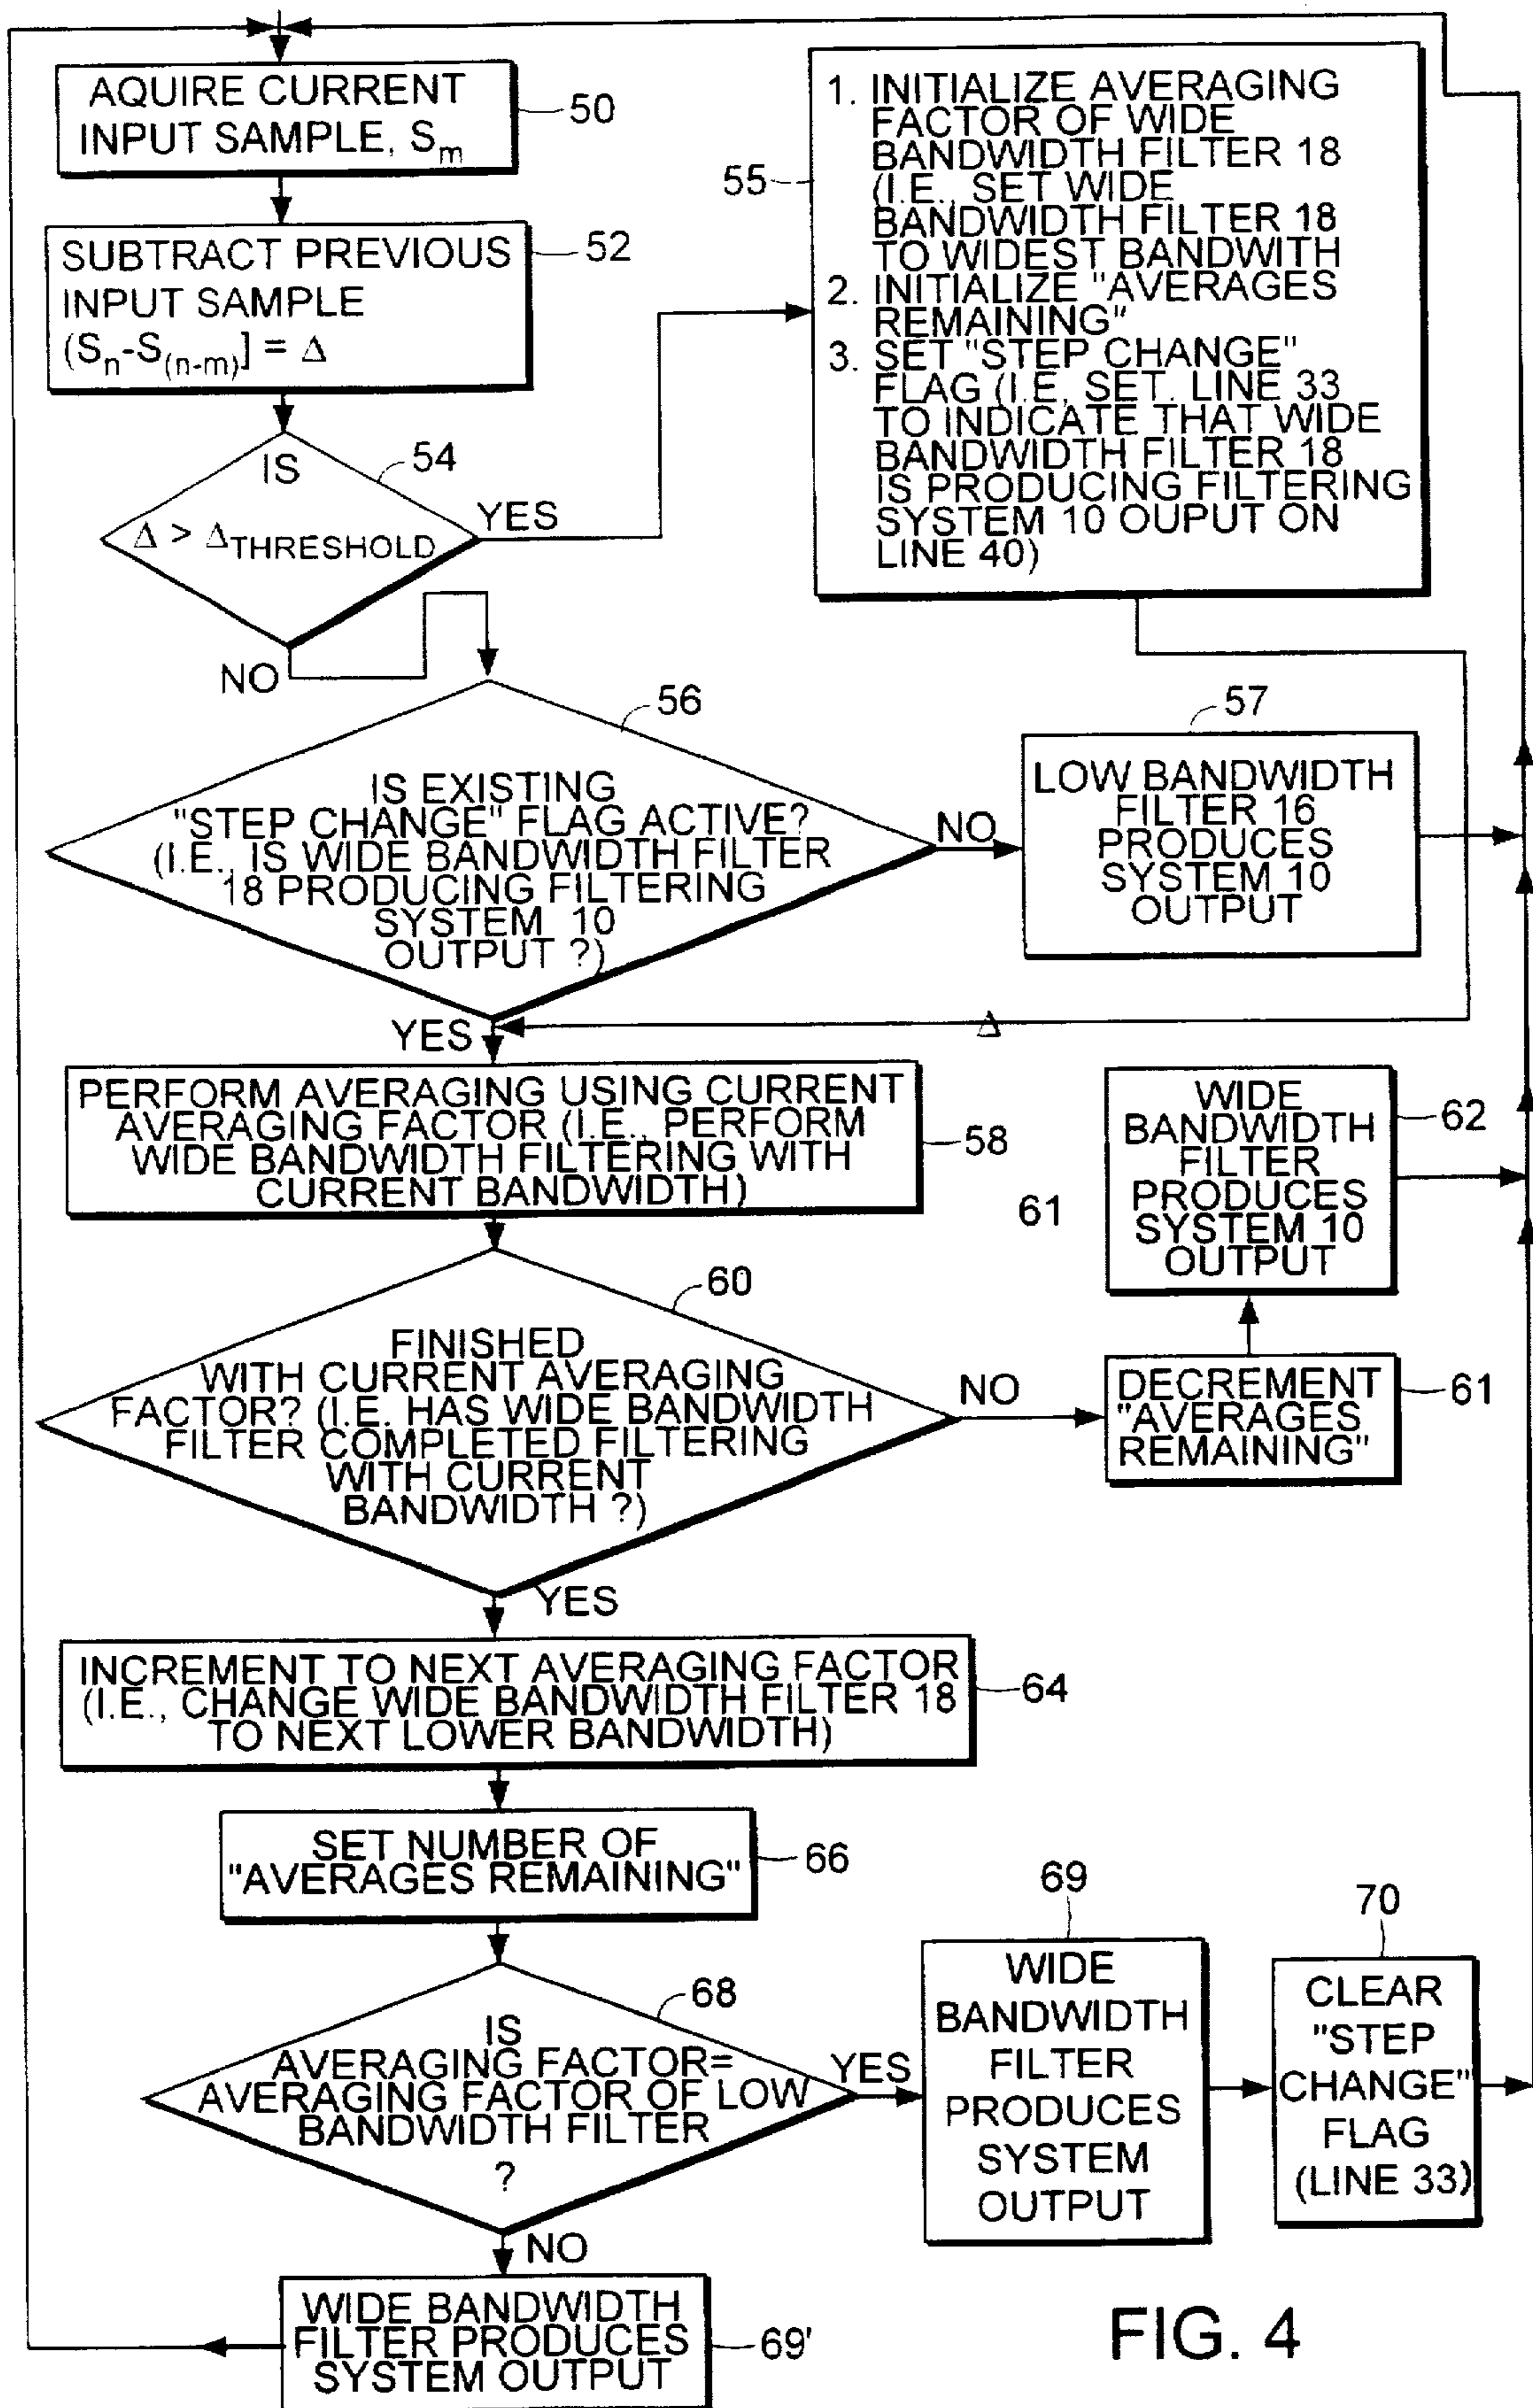 AQUIRE CURRENT
INPUT SAMPLE, Sm
50
SUBTRACT PREVIOUS
INPUT SAMPLE
(Sn-S(n-m)] = Δ
52
IS
Δ > ΔTHRESHOLD
54
YES
NO
1. INITIALIZE AVERAGING
FACTOR OF WIDE
BANDWIDTH FILTER 18
(I.E., SET WIDE
BANDWIDTH FILTER 18
TO WIDEST BANDWITH
2. INITIALIZE "AVERAGES
REMAINING"
3. SET "STEP CHANGE"
FLAG (I.E, SET. LINE 33
TO INDICATE THAT WIDE
BANDWIDTH FILTER 18
IS PRODUCING FILTERING
SYSTEM 10 OUPUT ON
LINE 40)
55
56
IS EXISTING
"STEP CHANGE" FLAG ACTIVE?
(I.E., IS WIDE BANDWIDTH FILTER
18 PRODUCING FILTERING
SYSTEM 10
OUTPUT ?)
NO
57
LOW BANDWIDTH
FILTER 16
PRODUCES
SYSTEM 10
OUTPUT
YES
Δ
PERFORM AVERAGING USING CURRENT
AVERAGING FACTOR (I.E., PERFORM
WIDE BANDWIDTH FILTERING WITH
CURRENT BANDWIDTH)
58
61
WIDE
BANDWIDTH
FILTER
PRODUCES
SYSTEM 10
OUTPUT
62
60
FINISHED
WITH CURRENT AVERAGING
FACTOR? (I.E. HAS WIDE BANDWIDTH
FILTER COMPLETED FILTERING
WITH CURRENT
BANDWIDTH ?)
NO
DECREMENT
"AVERAGES
REMAINING"
61
YES
INCREMENT TO NEXT AVERAGING FACTOR
(I.E., CHANGE WIDE BANDWIDTH FILTER 18
TO NEXT LOWER BANDWIDTH)
64
SET NUMBER OF
"AVERAGES REMAINING"
66
68
IS
AVERAGING FACTOR=
AVERAGING FACTOR OF LOW
BANDWIDTH FILTER
?
YES
69
WIDE
BANDWIDTH
FILTER
PRODUCES
SYSTEM
OUTPUT
70
CLEAR
"STEP
CHANGE"
FLAG
(LINE 33)
NO
WIDE BANDWIDTH
FILTER PRODUCES
SYSTEM OUTPUT
69'
FIG. 4